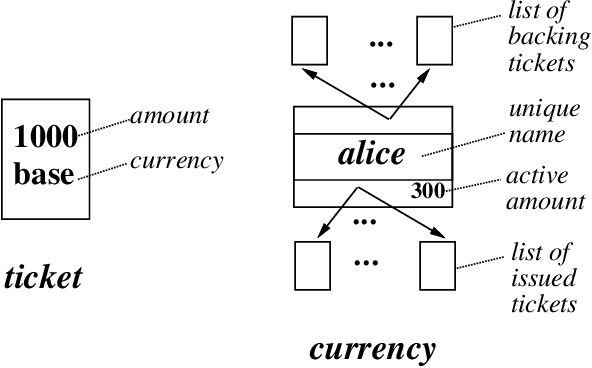 1000
base
amount
currency
ticket
...
...
list of
backing
tickets
alice
unique
name
300
active
amount
...
...
list of
issued
tickets
currency